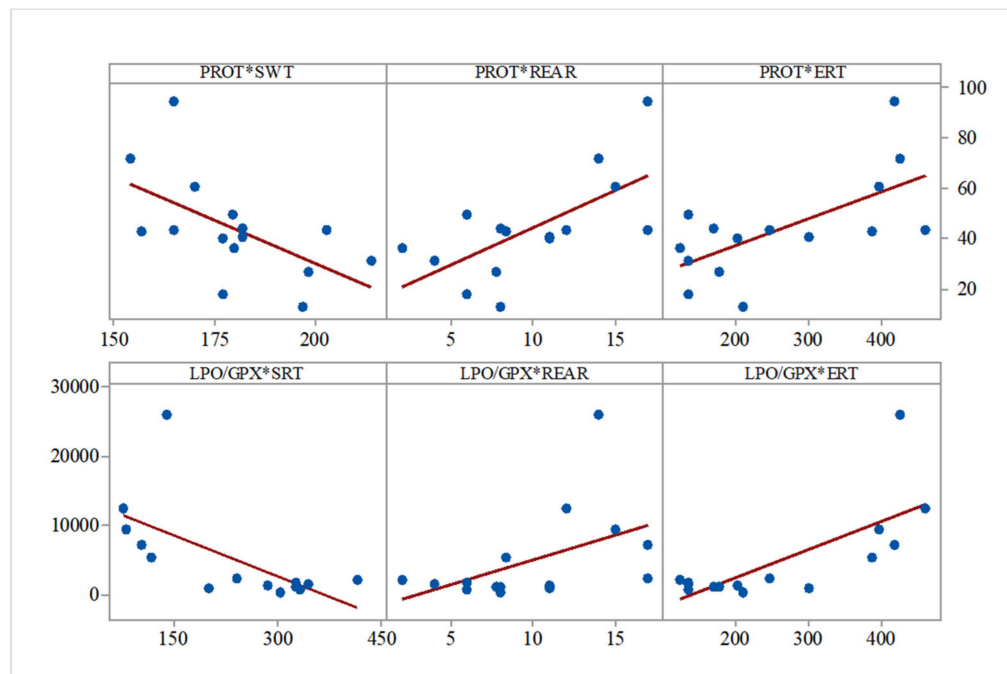 PROT*SWT PROT*REAR PROT*ERT
100
80
60
40
20
150 175 200 5 10 15 200 300 400
LPO/GPX*SRT LPO/GPX*REAR LPO/GPX*ERT
30000
20000
10000
0
150 300 450 5 10 15 200 300 400